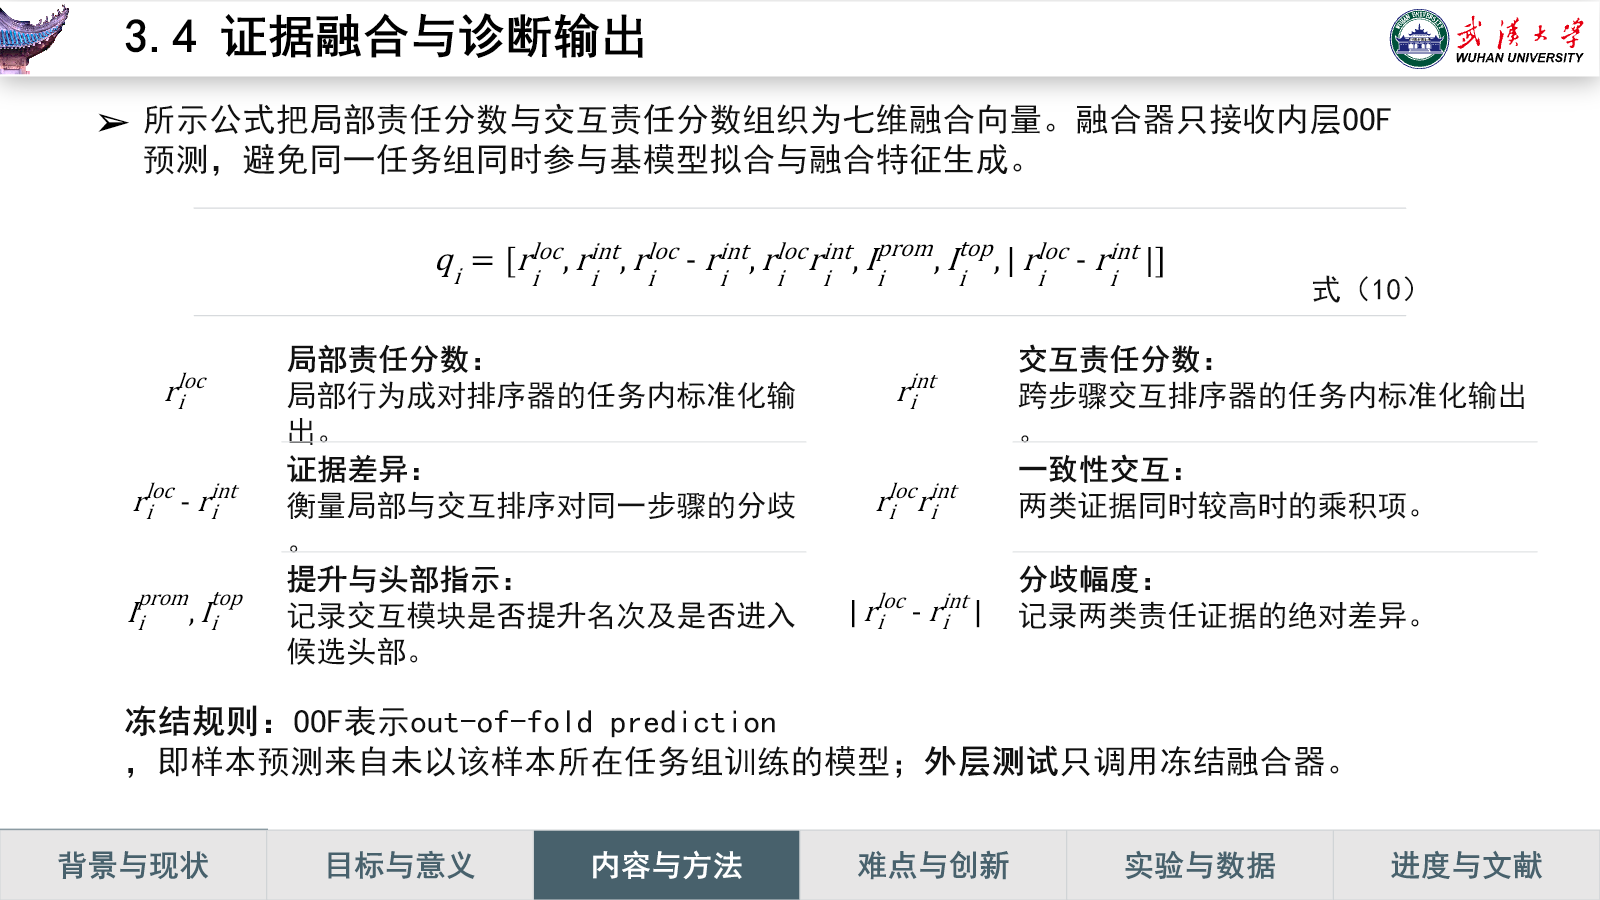 3.4 证据融合与诊断输出
武汉大学
WUHAN UNIVERSITY
➢ 所示公式把局部责任分数与交互责任分数组织为七维融合向量。融合器只接收内层OOF
预测，避免同一任务组同时参与基模型拟合与融合特征生成。
q_i = [r_i^{loc}, r_i^{int}, r_i^{loc} - r_i^{int}, r_i^{loc}r_i^{int}, I_i^{prom}, I_i^{top}, | r_i^{loc} - r_i^{int} |]
式（10）
r_i^{loc}
局部责任分数：
局部行为成对排序器的任务内标准化输
出。
r_i^{int}
交互责任分数：
跨步骤交互排序器的任务内标准化输出
。
r_i^{loc} - r_i^{int}
证据差异：
衡量局部与交互排序对同一步骤的分歧
。
r_i^{loc}r_i^{int}
一致性交互：
两类证据同时较高时的乘积项。
I_i^{prom}, I_i^{top}
提升与头部指示：
记录交互模块是否提升名次及是否进入
候选头部。
| r_i^{loc} - r_i^{int} |
分歧幅度：
记录两类责任证据的绝对差异。
冻结规则：OOF表示out-of-fold prediction
，即样本预测来自未以该样本所在任务组训练的模型；外层测试只调用冻结融合器。
背景与现状
目标与意义
内容与方法
难点与创新
实验与数据
进度与文献